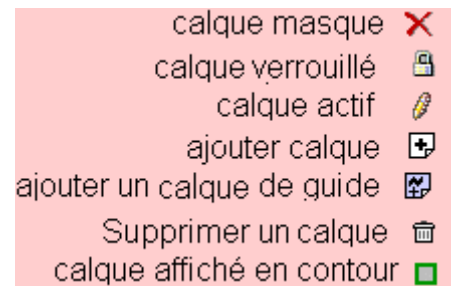 calque masque
calque verrouillé
calque actif
ajouter calque
ajouter un calque de guide
Supprimer un calque
calque affiché en contour